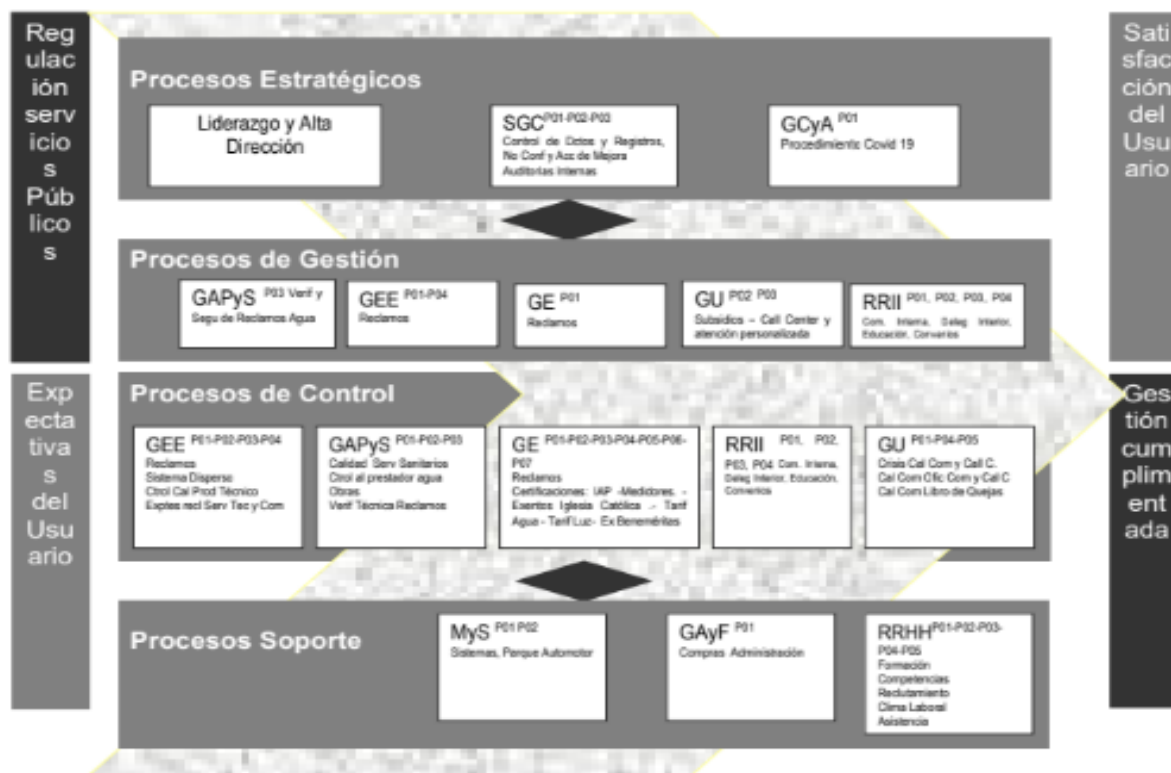 Reg
ulac
ión
serv
icio
s
Púb
lico
s
Exp
ecta
tiva
s
del
Usu
ario
Procesos Estratégicos
Liderazgo y Alta
Dirección
SGC P01-P02-P03
Control de Dctos y Registros,
No Conf y Acc de Mejora
Auditorias Internas
GCyA P01
Procedimiento Covid 19
Procesos de Gestión
GAPyS P03 Verif y
Segu de Reclamos Agua
GEE P01-P04
Reclamos
GE P01
Reclamos
GU P02 P03
Subsidios – Call Center y
atención personalizada
RRII P01, P02, P03, P04
Com. Interna, Deleg Interior,
Educación, Convenios
Procesos de Control
GEE P01-P02-P03-P04
Reclamos
Sistema Disperso
Ctrol Cal Prod Técnico
Exptes recl Serv Tec y Com
GAPyS P01-P02-P03
Calidad Serv Sanitarios
Ctrol al prestador agua
Obras
Verif Técnica Reclamos
GE P01-P02-P03-P04-P05-P06-
P07
Reclamos
Certificaciones: IAP -Medidores. -
Exentos Iglesia Católica .- Tarif
Agua - Tarif Luz- Ex Beneméritas
RRII P01, P02,
P03, P04 Com. Interna,
Deleg Interior, Educación,
Convenios
GU P01-P04-P05
Crisis Cal Com y Call C.
Cal Com Ofic Com y Call C
Cal Com Libro de Quejas
Procesos Soporte
MyS P01 P02
Sistemas, Parque Automotor
GAyF P01
Compras Administración
RRHH P01-P02-P03-
P04-P05
Formación
Competencias
Reclutamiento
Clima Laboral
Asistencia
Sati
sfac
ción
del
Usu
ario
Ges
tión
cum
plim
ent
ada